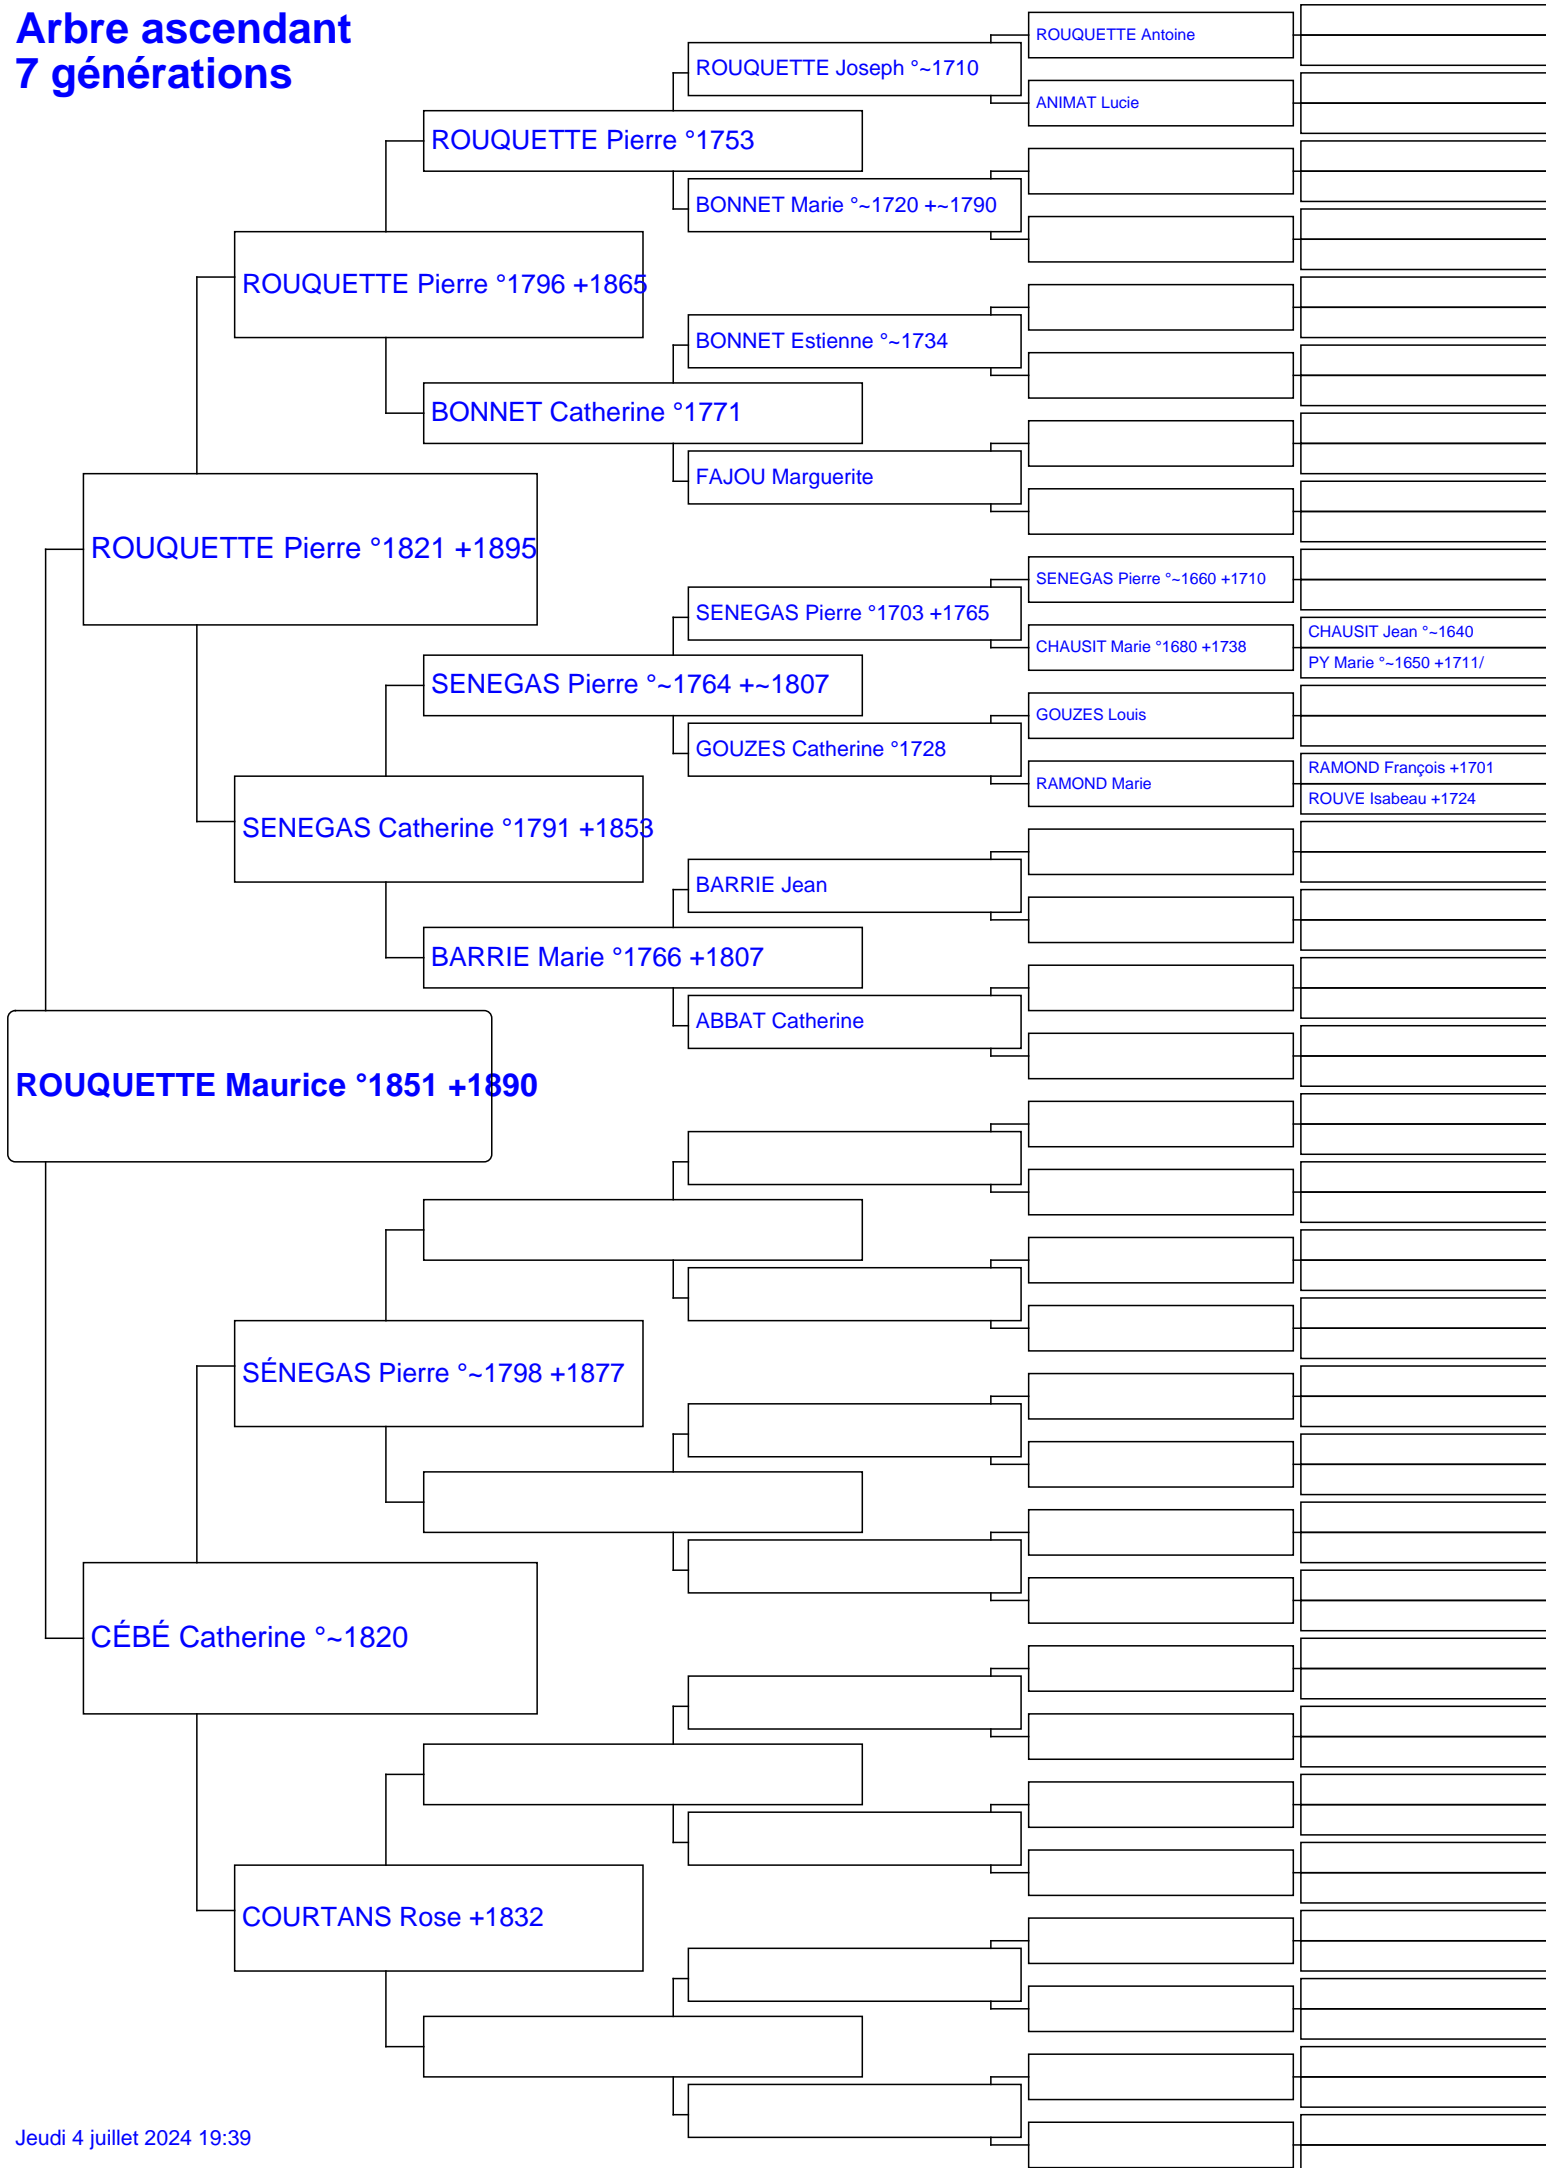 Arbre ascendant
7 générations
ROUQUETTE Antoine
ROUQUETTE Joseph °~1710
ANIMAT Lucie
ROUQUETTE Pierre °1753
BONNET Marie °~1720 +~1790
ROUQUETTE Pierre °1796 +1865
BONNET Estienne °~1734
BONNET Catherine °1771
FAJOU Marguerite
ROUQUETTE Pierre °1821 +1895
SENEGAS Pierre °~1660 +1710
SENEGAS Pierre °1703 +1765
CHAUSIT Jean °~1640
CHAUSIT Marie °1680 +1738
PY Marie °~1650 +1711/
SENEGAS Pierre °~1764 +~1807
GOUZES Louis
GOUZES Catherine °1728
RAMOND François +1701
RAMOND Marie
ROUVE Isabeau +1724
SENEGAS Catherine °1791 +1853
BARRIE Jean
BARRIE Marie °1766 +1807
ABBAT Catherine
ROUQUETTE Maurice °1851 +1890
SÉNEGAS Pierre °~1798 +1877
CÉBÉ Catherine °~1820
COURTANS Rose +1832
Jeudi 4 juillet 2024 19:39